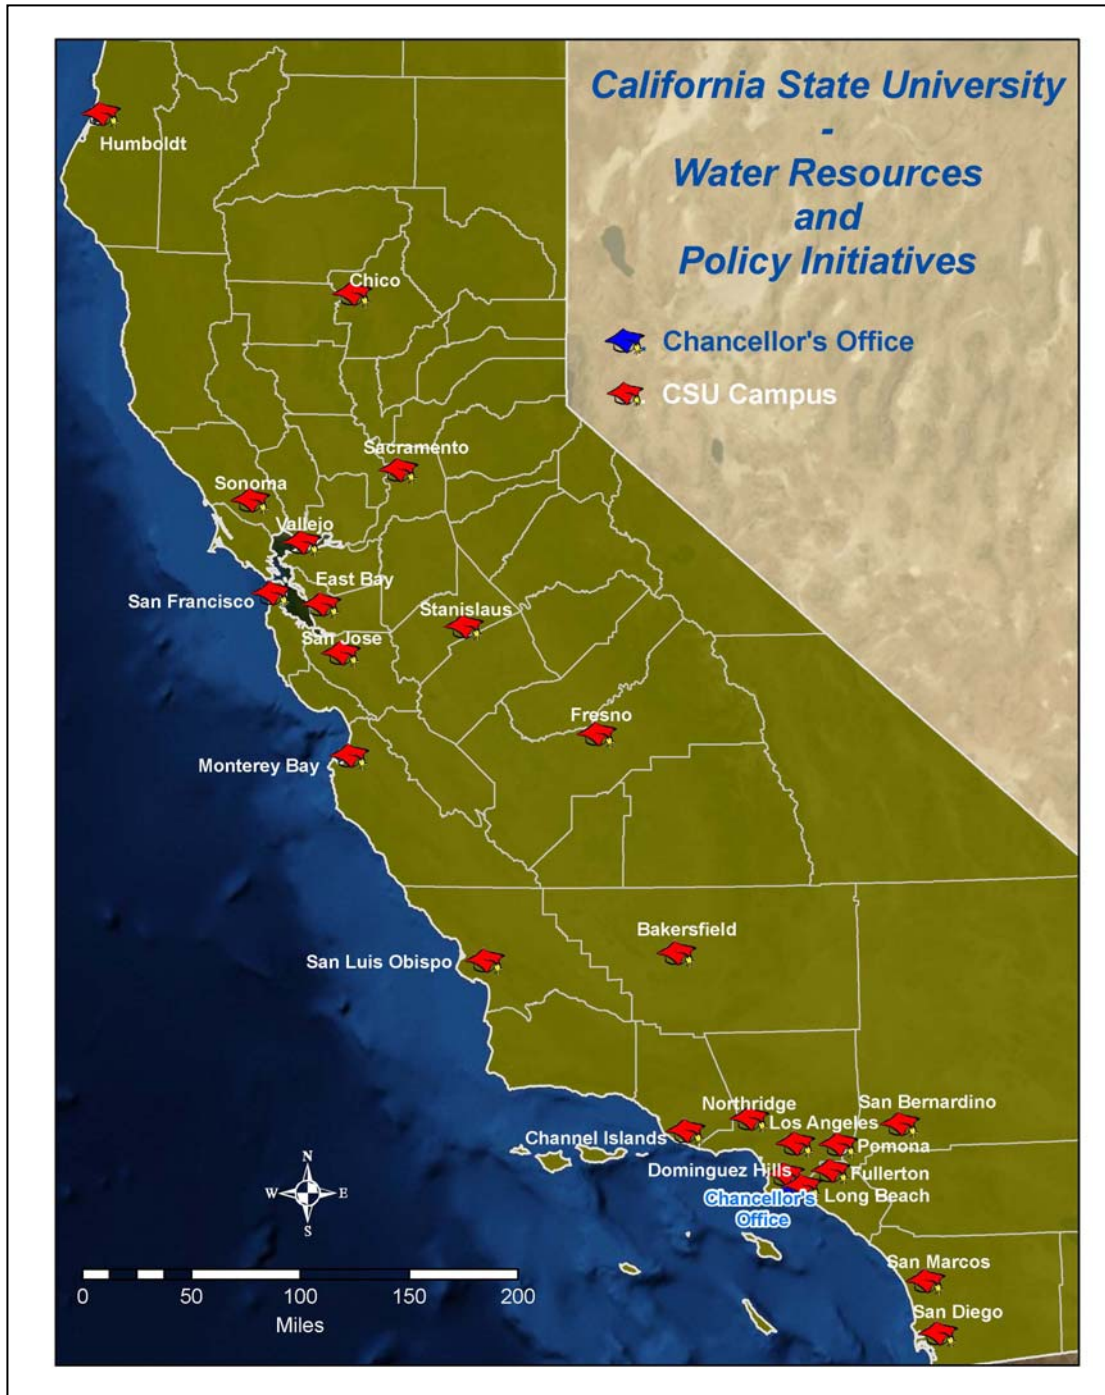 California State University
-
Water Resources
and
Policy Initiatives
Chancellor's Office
CSU Campus
Humboldt
Chico
Sacramento
Sonoma
Vallejo
East Bay
San Francisco
Stanislaus
San Jose
Fresno
Monterey Bay
Bakersfield
San Luis Obispo
San Bernardino
Northridge
Los Angeles
Channel Islands
Pomona
Dominguez Hills
Fullerton
Long Beach
Chancellor's
Office
San Marcos
San Diego
N
W E
S
0 50 100 150 200
Miles